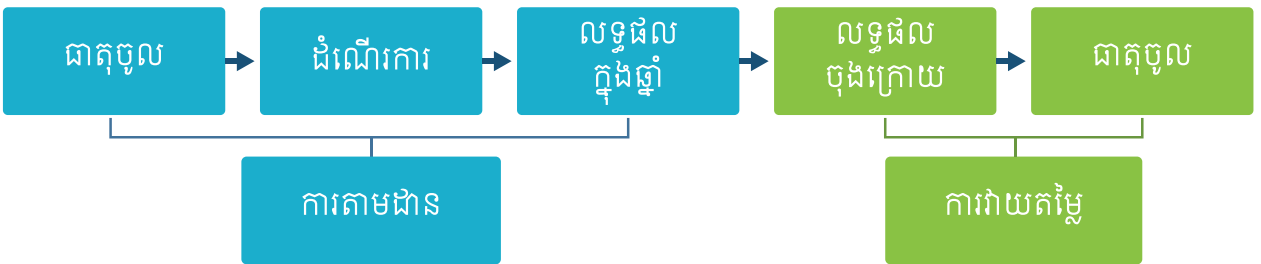 ធាតុចូល
ដំណើរការ
លទ្ធផល
ក្នុងឆ្នាំ
លទ្ធផល
ចុងក្រោយ
ធាតុចូល
ការតាមដាន
ការវាយតម្លៃ